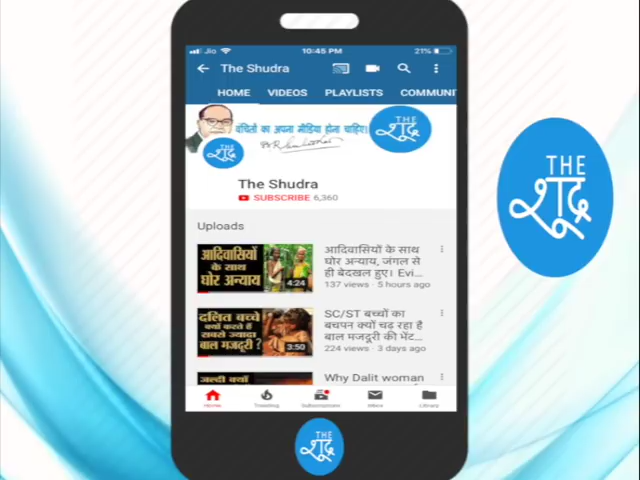 Jio 10:45 PM 21%
The Shudra
HOME VIDEOS PLAYLISTS COMMUNIT
वंचितों का अपना मीडिया होना चाहिए।
THE
शूद्र
THE
शूद्र
The Shudra
SUBSCRIBE 6,360
Uploads
आदिवासियों
के साथ
घोर अन्याय
4:24
आदिवासियों के साथ
घोर अन्याय, जंगल से
ही बेदखल हुए। Evi...
137 views · 5 hours ago
दलित बच्चे
क्यों करते हैं
सबसे ज्यादा
बाल मजदूरी ?
3:50
SC/ST बच्चों का
बचपन क्यों चढ़ रहा है
बाल मजदूरी की भेंट...
224 views · 3 days ago
जल्दी क्यों
Why Dalit woman
Home Trending Subscriptions Inbox Library
THE
शूद्र
THE
शूद्र